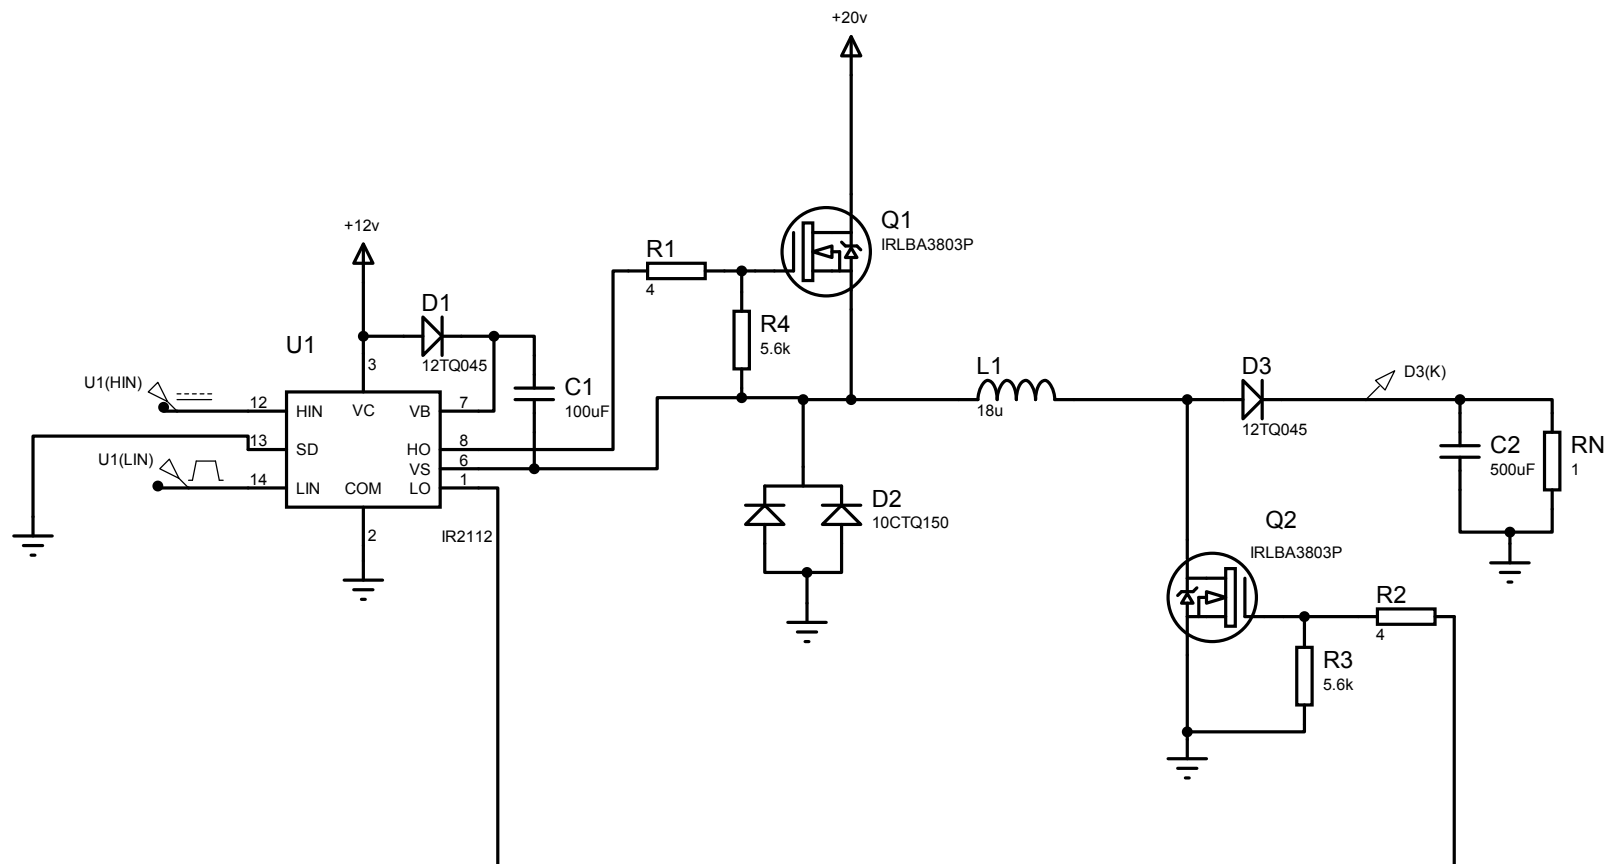 +20v
Q1
IRLBA3803P
+12v
R1
4
D1
12TQ045
R4
5.6k
U1
3
C1
100uF
L1
18u
D3
12TQ045
D3(K)
U1(HIN)
12
HIN
VC
VB
7
13
SD
HO
8
VS
6
U1(LIN)
14
LIN
COM
LO
1
2
IR2112
D2
10CTQ150
C2
500uF
RN
1
Q2
IRLBA3803P
R2
4
R3
5.6k